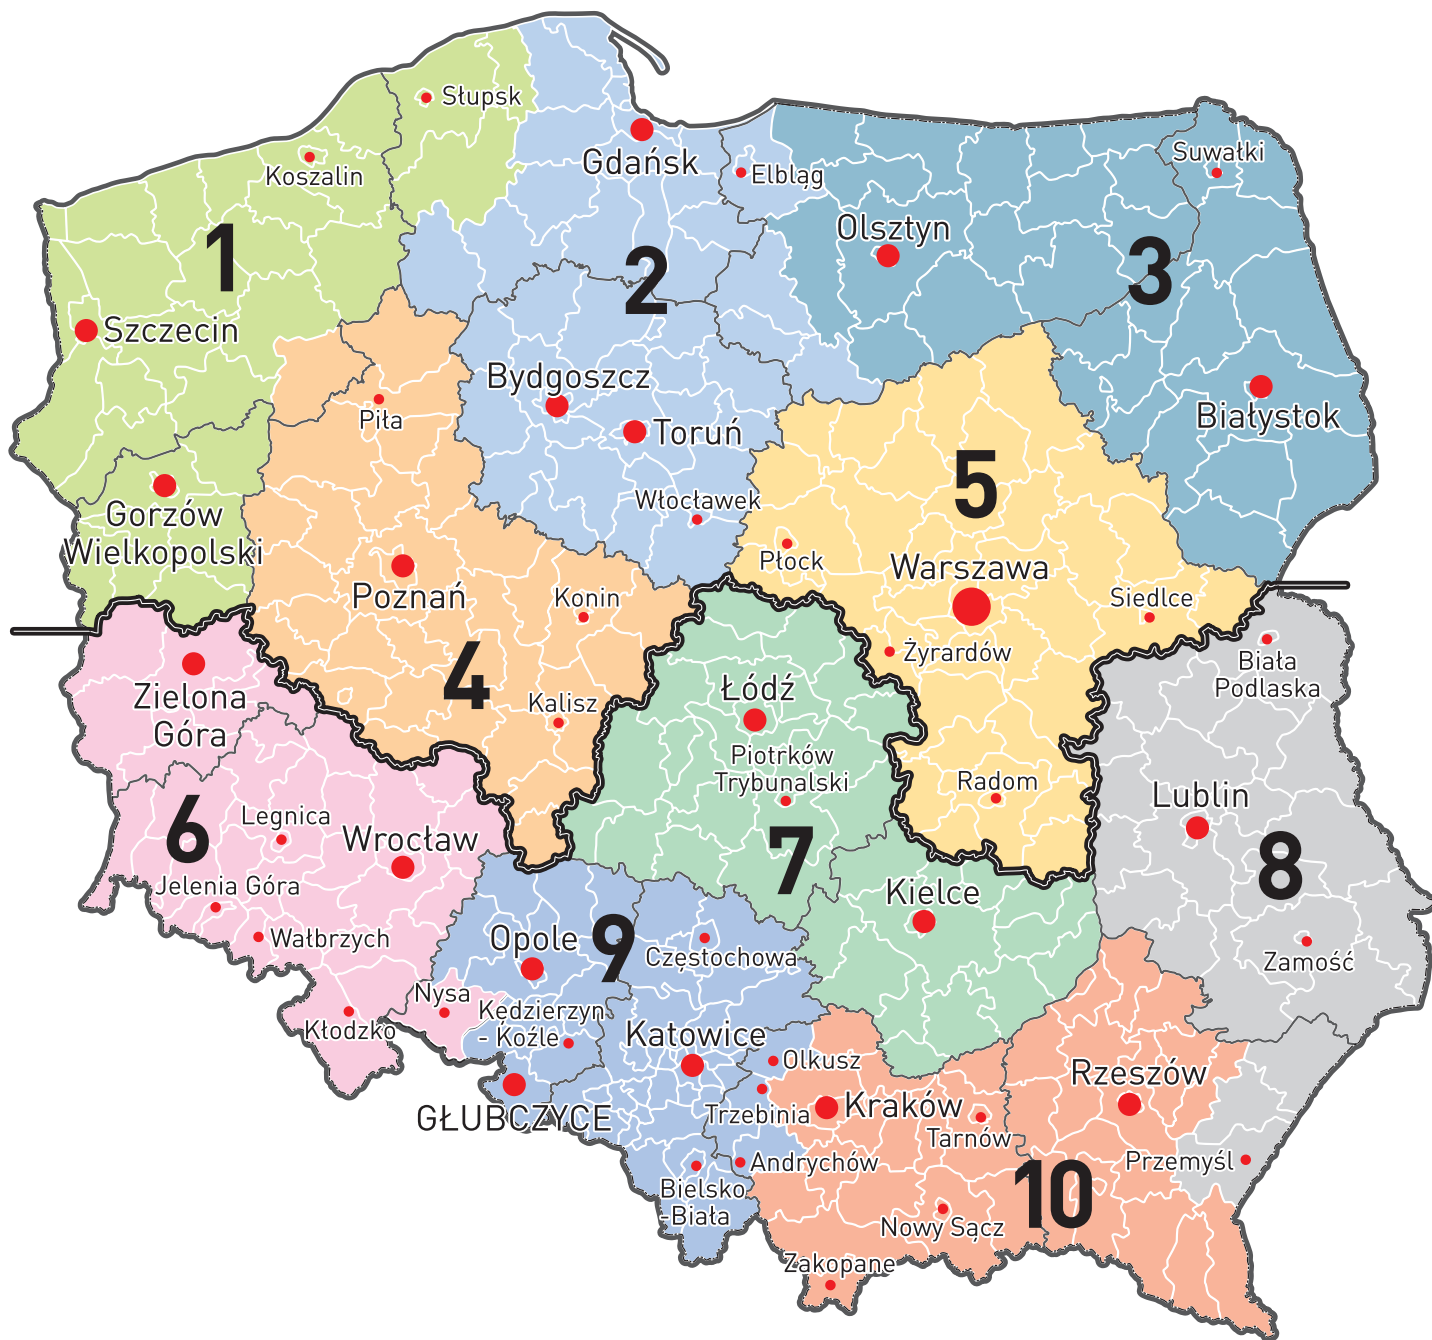 Słupsk
Gdańsk
Koszalin
Elbląg
Suwałki
1
2
Olsztyn
3
Szczecin
Bydgoszcz
Toruń
Piła
Białystok
Włocławek
5
Gorzów
Wielkopolski
Płock
Warszawa
Poznań
Konin
Siedlce
4
Żyrardów
Biała
Podlaska
Zielona
Góra
Kalisz
Łódź
Piotrków
Trybunalski
Radom
Lublin
6
Legnica
Wrocław
7
8
Jelenia Góra
Kielce
Wałbrzych
Opole
9
Częstochowa
Zamość
Nysa
Kłodzko
Kędzierzyn
- Koźle
Katowice
Olkusz
GŁUBCZYCE
Trzebinia
Kraków
Tarnów
Rzeszów
Andrychów
Przemyśl
Bielsko
-Biała
10
Nowy Sącz
Zakopane